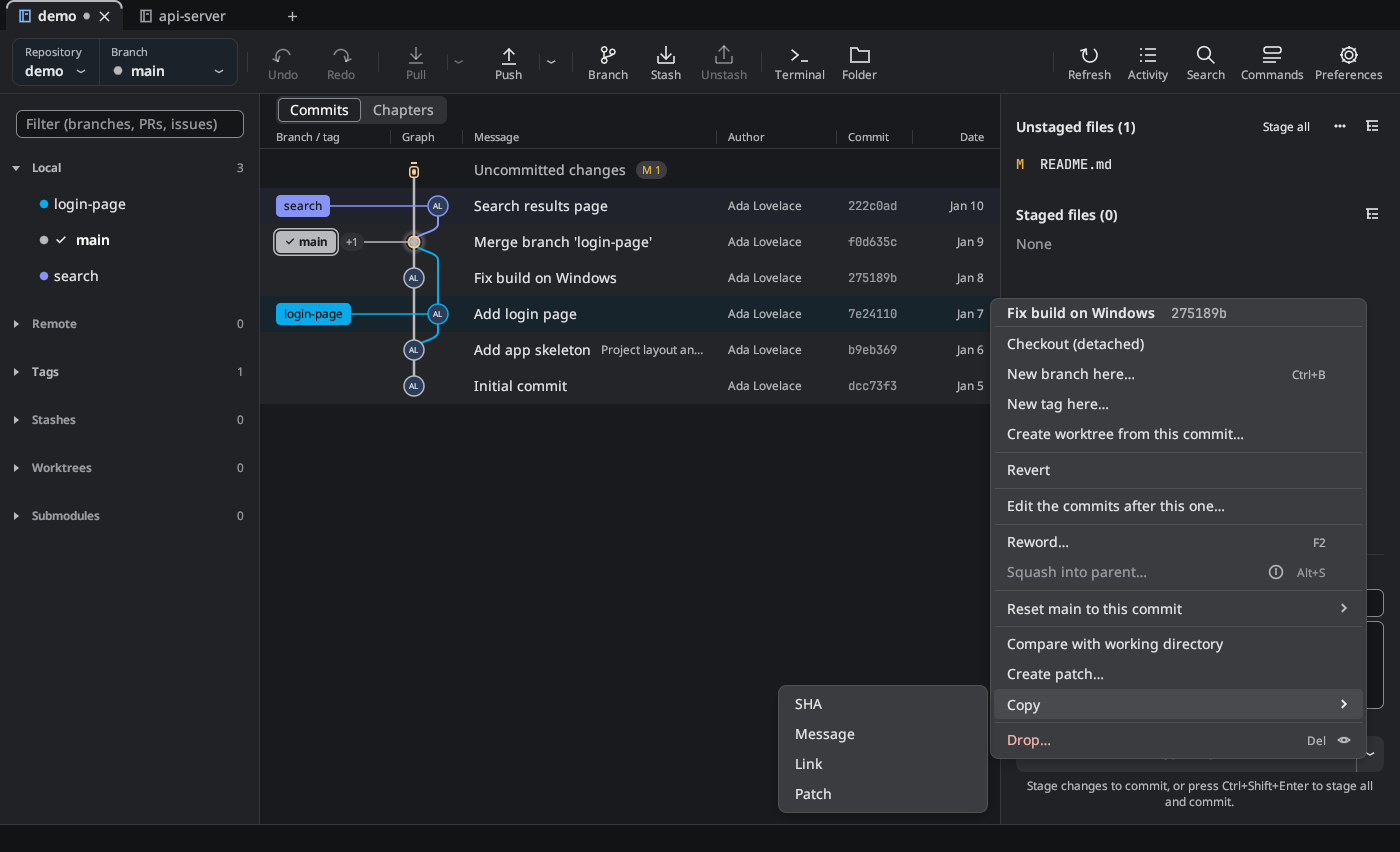 demo
api-server
Repository
demo
Branch
main
Undo
Redo
Pull
Push
Branch
Stash
Unstash
Terminal
Folder
Refresh
Activity
Search
Commands
Preferences
Filter (branches, PRs, issues)
Local 3
login-page
main
search
Remote 0
Tags 1
Stashes 0
Worktrees 0
Submodules 0
Commits Chapters
Branch / tag Graph Message Author Commit Date
Uncommitted changes M 1
search AL Search results page Ada Lovelace 222c0ad Jan 10
main +1 Merge branch 'login-page' Ada Lovelace f0d635c Jan 9
AL Fix build on Windows Ada Lovelace 275189b Jan 8
login-page AL Add login page Ada Lovelace 7e24110 Jan 7
AL Add app skeleton Project layout an... Ada Lovelace b9eb369 Jan 6
AL Initial commit Ada Lovelace dcc73f3 Jan 5
Unstaged files (1) Stage all
M README.md
Staged files (0)
None
Fix build on Windows 275189b
Checkout (detached)
New branch here... Ctrl+B
New tag here...
Create worktree from this commit...
Revert
Edit the commits after this one...
Reword... F2
Squash into parent... Alt+S
Reset main to this commit
Compare with working directory
Create patch...
Copy
Drop... Del
SHA
Message
Link
Patch
Stage changes to commit, or press Ctrl+Shift+Enter to stage all
and commit.